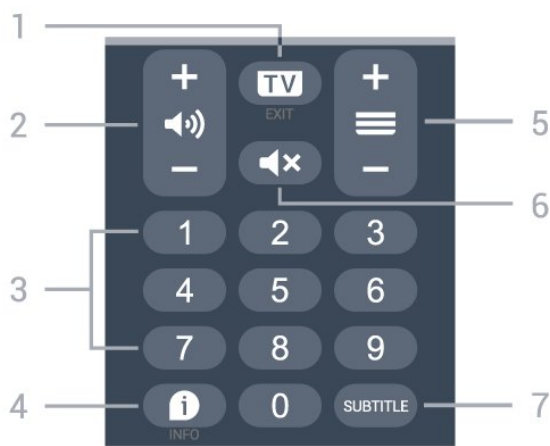 1
+ TV +
EXIT
2
5
- -
6
1 2 3
3
4 5 6
7 8 9
4
i 0 SUBTITLE
7
INFO